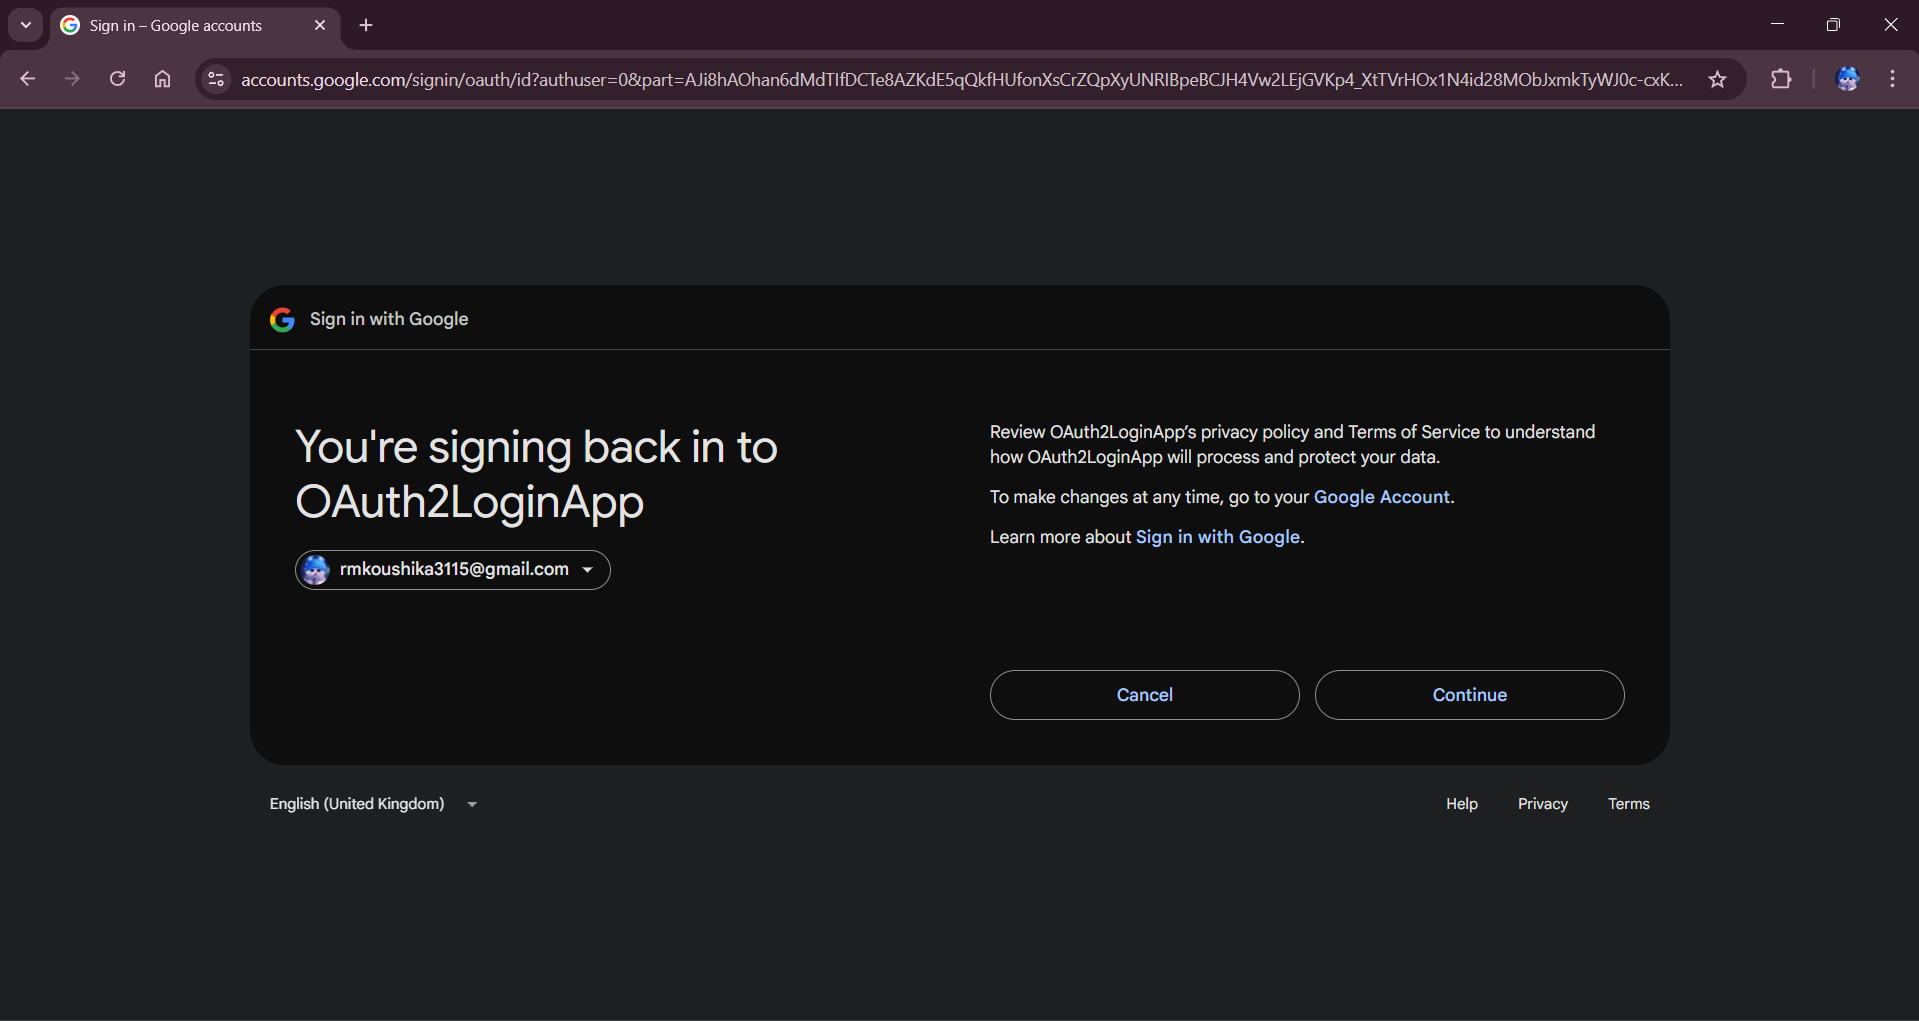 Sign in – Google accounts
accounts.google.com/signin/oauth/id?authuser=0&part=AJi8hAOhan6dMdTIfDCTe8AZKdE5qQkfHUfonXsCrZQpXyUNRIBpeBCJH4Vw2LEjGVKp4_XtTVrHOx1N4id28MObJxmkTyWJ0c-cxK...
Sign in with Google
You're signing back in to
OAuth2LoginApp
rmkoushika3115@gmail.com
Review OAuth2LoginApp's privacy policy and Terms of Service to understand
how OAuth2LoginApp will process and protect your data.
To make changes at any time, go to your Google Account.
Learn more about Sign in with Google.
Cancel
Continue
English (United Kingdom)
Help
Privacy
Terms